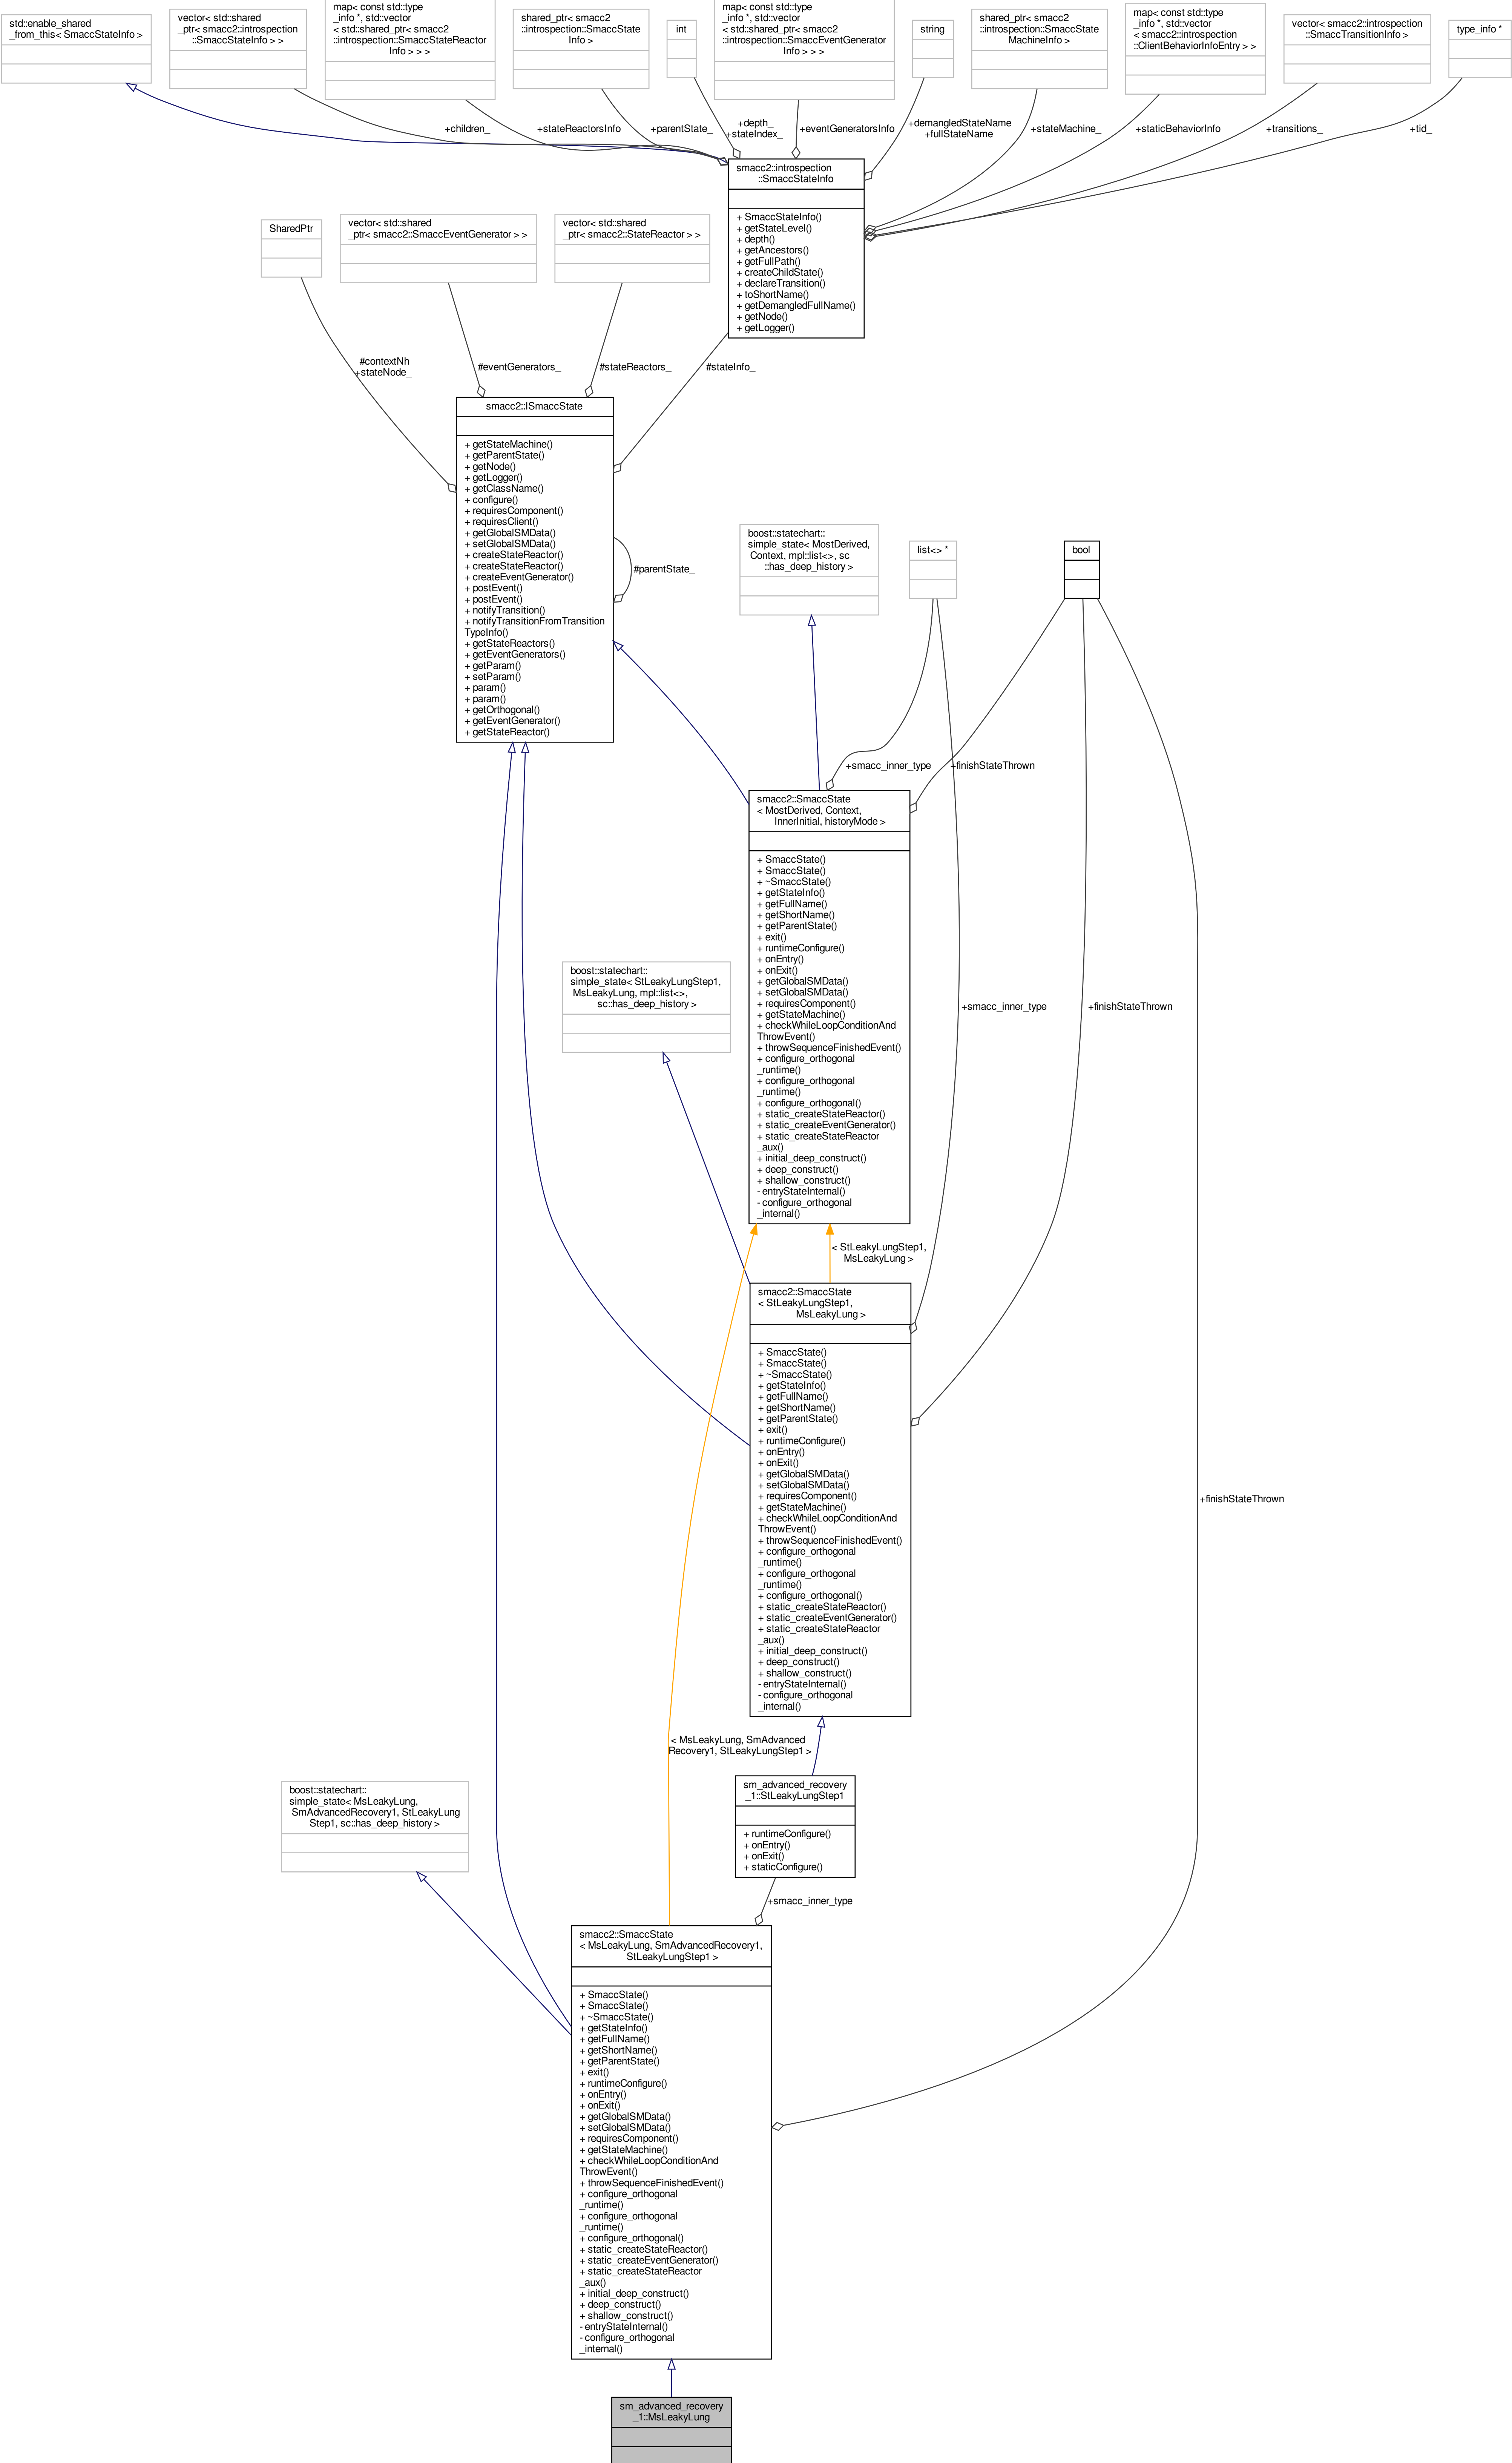 std::enable_shared
_from_this< SmaccStateInfo >
vector< std::shared
_ptr< smacc2::introspection
::SmaccStateInfo > >
map< const std::type
_info *, std::vector
< std::shared_ptr< smacc2
::introspection::SmaccStateReactor
Info > > >
shared_ptr< smacc2
::introspection::SmaccState
Info >
int
map< const std::type
_info *, std::vector
< std::shared_ptr< smacc2
::introspection::SmaccEventGenerator
Info > > >
string
shared_ptr< smacc2
::introspection::SmaccState
MachineInfo >
map< const std::type
_info *, std::vector
< smacc2::introspection
::ClientBehaviorInfoEntry > >
vector< smacc2::introspection
::SmaccTransitionInfo >
type_info *
+children_
+stateReactorsInfo
+parentState_
+depth_
+stateIndex_
+eventGeneratorsInfo
+demangledStateName
+fullStateName
+stateMachine_
+staticBehaviorInfo
+transitions_
+tid_
smacc2::introspection
::SmaccStateInfo
+ SmaccStateInfo()
+ getStateLevel()
+ depth()
+ getAncestors()
+ getFullPath()
+ createChildState()
+ declareTransition()
+ toShortName()
+ getDemangledFullName()
+ getNode()
+ getLogger()
SharedPtr
vector< std::shared
_ptr< smacc2::SmaccEventGenerator > >
vector< std::shared
_ptr< smacc2::StateReactor > >
#contextNh
+stateNode_
#eventGenerators_
#stateReactors_
#stateInfo_
smacc2::ISmaccState
+ getStateMachine()
+ getParentState()
+ getNode()
+ getLogger()
+ getClassName()
+ configure()
+ requiresComponent()
+ requiresClient()
+ getGlobalSMData()
+ setGlobalSMData()
+ createStateReactor()
+ createStateReactor()
+ createEventGenerator()
+ postEvent()
+ postEvent()
+ notifyTransition()
+ notifyTransitionFromTransition
TypeInfo()
+ getStateReactors()
+ getEventGenerators()
+ getParam()
+ setParam()
+ param()
+ param()
+ getOrthogonal()
+ getEventGenerator()
+ getStateReactor()
#parentState_
boost::statechart::
simple_state< MostDerived,
Context, mpl::list<>, sc
::has_deep_history >
list<> *
bool
+smacc_inner_type
+finishStateThrown
smacc2::SmaccState
< MostDerived, Context,
InnerInitial, historyMode >
+ SmaccState()
+ SmaccState()
+ ~SmaccState()
+ getStateInfo()
+ getFullName()
+ getShortName()
+ getParentState()
+ exit()
+ runtimeConfigure()
+ onEntry()
+ onExit()
+ getGlobalSMData()
+ setGlobalSMData()
+ requiresComponent()
+ getStateMachine()
+ checkWhileLoopConditionAnd
ThrowEvent()
+ throwSequenceFinishedEvent()
+ configure_orthogonal
_runtime()
+ configure_orthogonal
_runtime()
+ configure_orthogonal()
+ static_createStateReactor()
+ static_createEventGenerator()
+ static_createStateReactor
_aux()
+ initial_deep_construct()
+ deep_construct()
+ shallow_construct()
- entryStateInternal()
- configure_orthogonal
_internal()
boost::statechart::
simple_state< StLeakyLungStep1,
MsLeakyLung, mpl::list<>,
sc::has_deep_history >
+smacc_inner_type
+finishStateThrown
< StLeakyLungStep1,
MsLeakyLung >
smacc2::SmaccState
< StLeakyLungStep1,
MsLeakyLung >
+ SmaccState()
+ SmaccState()
+ ~SmaccState()
+ getStateInfo()
+ getFullName()
+ getShortName()
+ getParentState()
+ exit()
+ runtimeConfigure()
+ onEntry()
+ onExit()
+ getGlobalSMData()
+ setGlobalSMData()
+ requiresComponent()
+ getStateMachine()
+ checkWhileLoopConditionAnd
ThrowEvent()
+ throwSequenceFinishedEvent()
+ configure_orthogonal
_runtime()
+ configure_orthogonal
_runtime()
+ configure_orthogonal()
+ static_createStateReactor()
+ static_createEventGenerator()
+ static_createStateReactor
_aux()
+ initial_deep_construct()
+ deep_construct()
+ shallow_construct()
- entryStateInternal()
- configure_orthogonal
_internal()
+finishStateThrown
< MsLeakyLung, SmAdvanced
Recovery1, StLeakyLungStep1 >
sm_advanced_recovery
_1::StLeakyLungStep1
+ runtimeConfigure()
+ onEntry()
+ onExit()
+ staticConfigure()
boost::statechart::
simple_state< MsLeakyLung,
SmAdvancedRecovery1, StLeakyLung
Step1, sc::has_deep_history >
+smacc_inner_type
smacc2::SmaccState
< MsLeakyLung, SmAdvancedRecovery1,
StLeakyLungStep1 >
+ SmaccState()
+ SmaccState()
+ ~SmaccState()
+ getStateInfo()
+ getFullName()
+ getShortName()
+ getParentState()
+ exit()
+ runtimeConfigure()
+ onEntry()
+ onExit()
+ getGlobalSMData()
+ setGlobalSMData()
+ requiresComponent()
+ getStateMachine()
+ checkWhileLoopConditionAnd
ThrowEvent()
+ throwSequenceFinishedEvent()
+ configure_orthogonal
_runtime()
+ configure_orthogonal
_runtime()
+ configure_orthogonal()
+ static_createStateReactor()
+ static_createEventGenerator()
+ static_createStateReactor
_aux()
+ initial_deep_construct()
+ deep_construct()
+ shallow_construct()
- entryStateInternal()
- configure_orthogonal
_internal()
sm_advanced_recovery
_1::MsLeakyLung